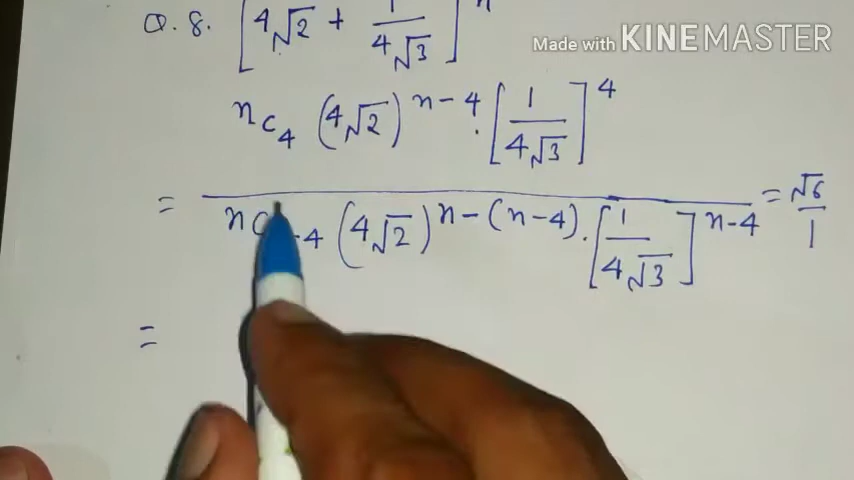 Q. 8. [4√2 + 1/4√3]^n
Made with KINEMASTER
nC4 (4√2)^n-4 · [1/4√3]^4
= ──────── = √6/1
nC -4 (4√2)^n-(n-4) · [1/4√3]^n-4
=